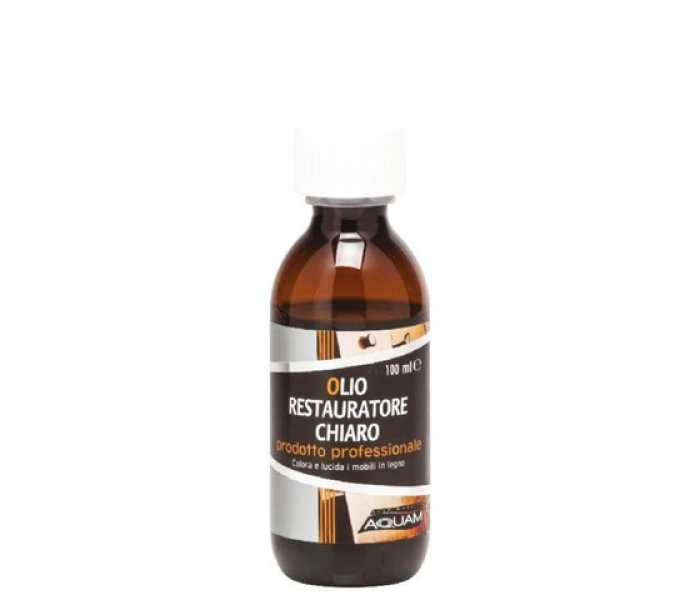 100 ml ℮
OLIO
RESTAURATORE
CHIARO
prodotto professionale
Colora e lucida i mobili in legno
AQUAM